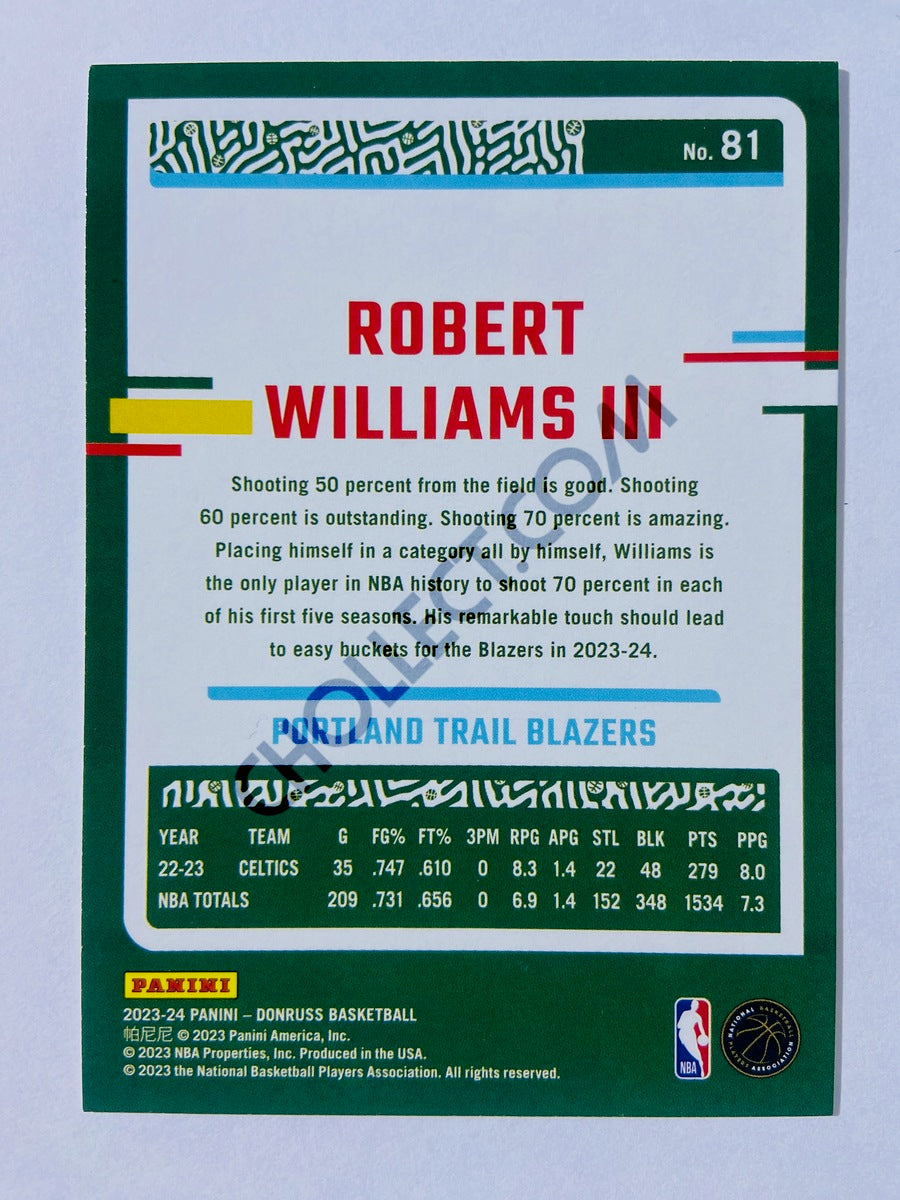 No. 81
ROBERT
WILLIAMS III
Shooting 50 percent from the field is good. Shooting
60 percent is outstanding. Shooting 70 percent is amazing.
Placing himself in a category all by himself, Williams is
the only player in NBA history to shoot 70 percent in each
of his first five seasons. His remarkable touch should lead
to easy buckets for the Blazers in 2023-24.
CHOLLECT.COM
PORTLAND TRAIL BLAZERS
YEAR TEAM G FG% FT% 3PM RPG APG STL BLK PTS PPG
22-23 CELTICS 35 .747 .610 0 8.3 1.4 22 48 279 8.0
NBA TOTALS 209 .731 .656 0 6.9 1.4 152 348 1534 7.3
PANINI
2023-24 PANINI – DONRUSS BASKETBALL
帕尼尼 © 2023 Panini America, Inc.
© 2023 NBA Properties, Inc. Produced in the USA.
© 2023 the National Basketball Players Association. All rights reserved.
NBA
NATIONAL BASKETBALL
PLAYERS ASSOCIATION